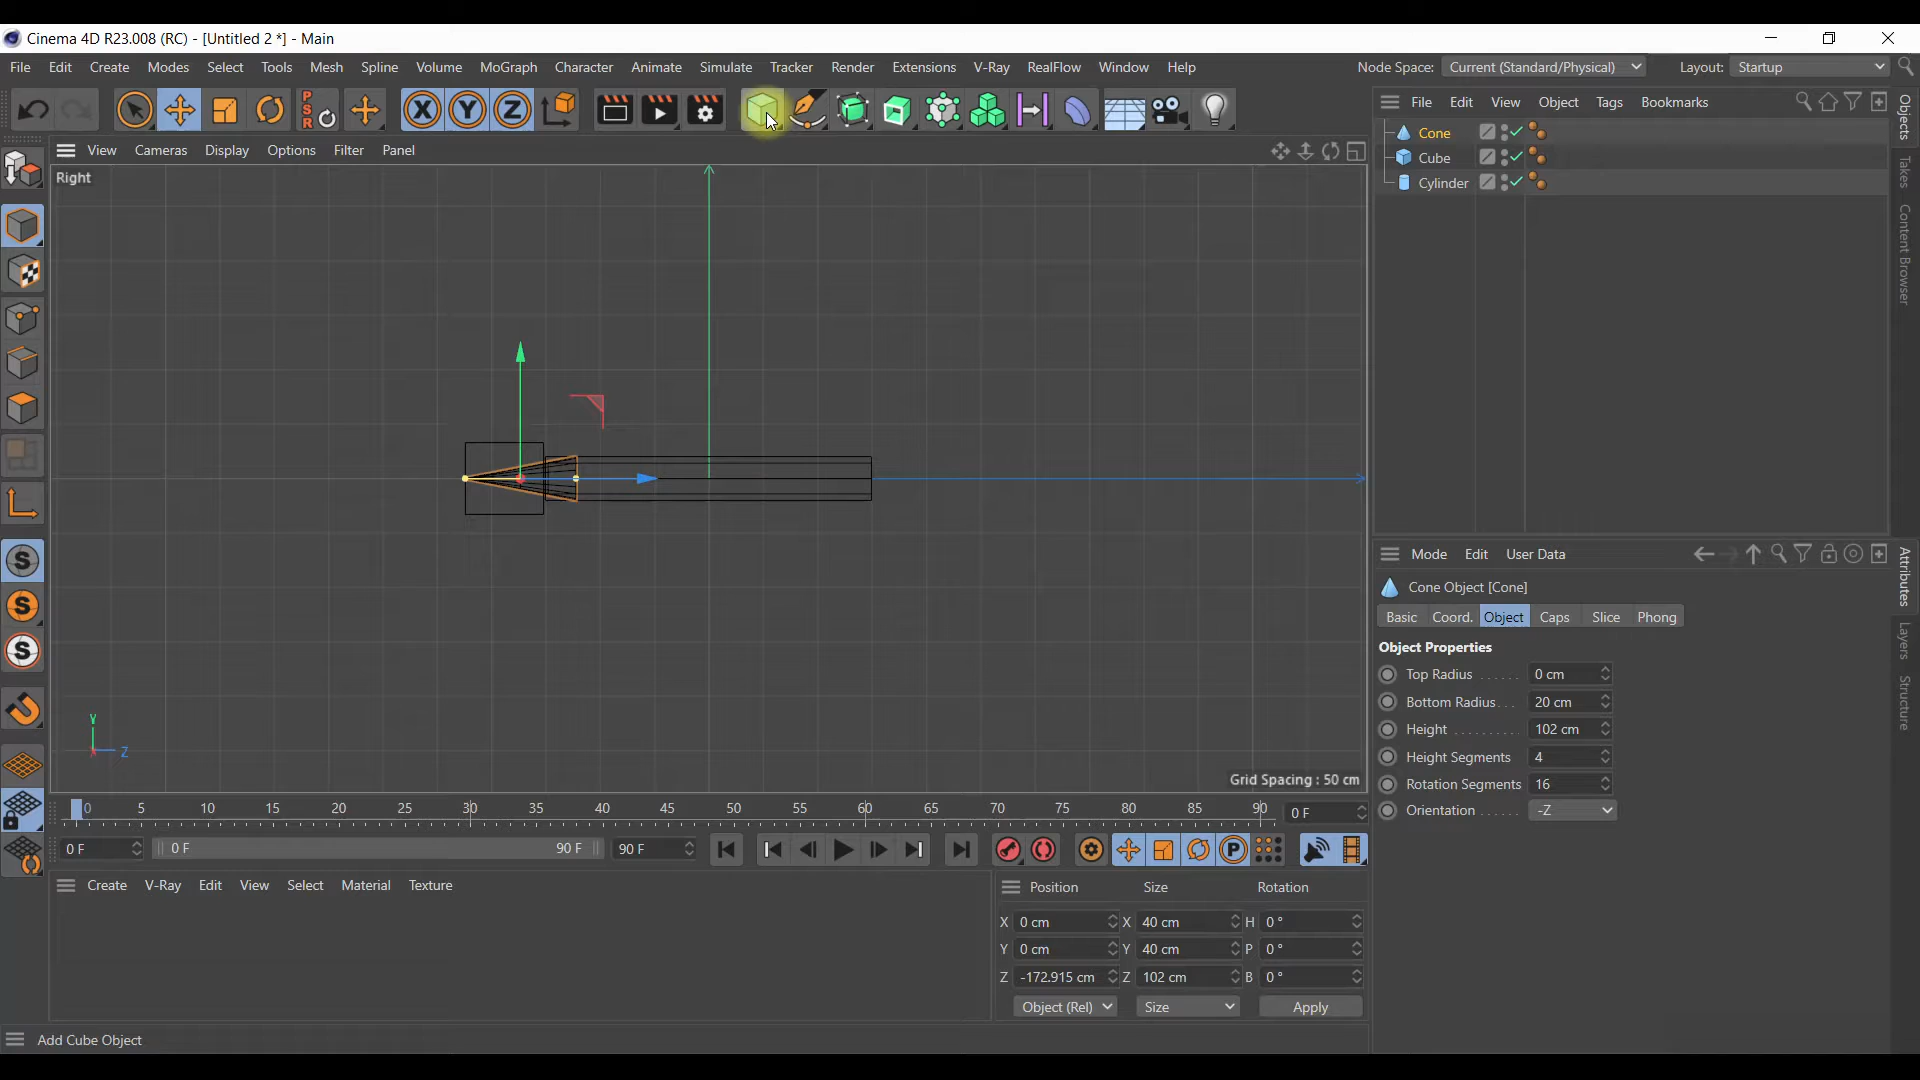 Cinema 4D R23.008 (RC) - [Untitled 2 *] - Main
File Edit Create Modes Select Tools Mesh Spline Volume MoGraph Character Animate Simulate Tracker Render Extensions V-Ray RealFlow Window Help
Node Space: Current (Standard/Physical) Layout: Startup
P S R X Y Z
File Edit View Object Tags Bookmarks
Objects
Takes
Content Browser
Cone
Cube
Cylinder
View Cameras Display Options Filter Panel
Right
S
S
S
Y
Z
Grid Spacing : 50 cm
Mode Edit User Data
Attributes
Layers
Structure
Cone Object [Cone]
Basic Coord. Object Caps Slice Phong
Object Properties
Top Radius 0 cm
Bottom Radius 20 cm
Height 102 cm
Height Segments 4
Rotation Segments 16
Orientation -Z
0 5 10 15 20 25 30 35 40 45 50 55 60 65 70 75 80 85 90 0 F
0 F 0 F 90 F 90 F P
Create V-Ray Edit View Select Material Texture
Position Size Rotation
X 0 cm X 40 cm H 0 °
Y 0 cm Y 40 cm P 0 °
Z -172.915 cm Z 102 cm B 0 °
Object (Rel) Size Apply
Add Cube Object